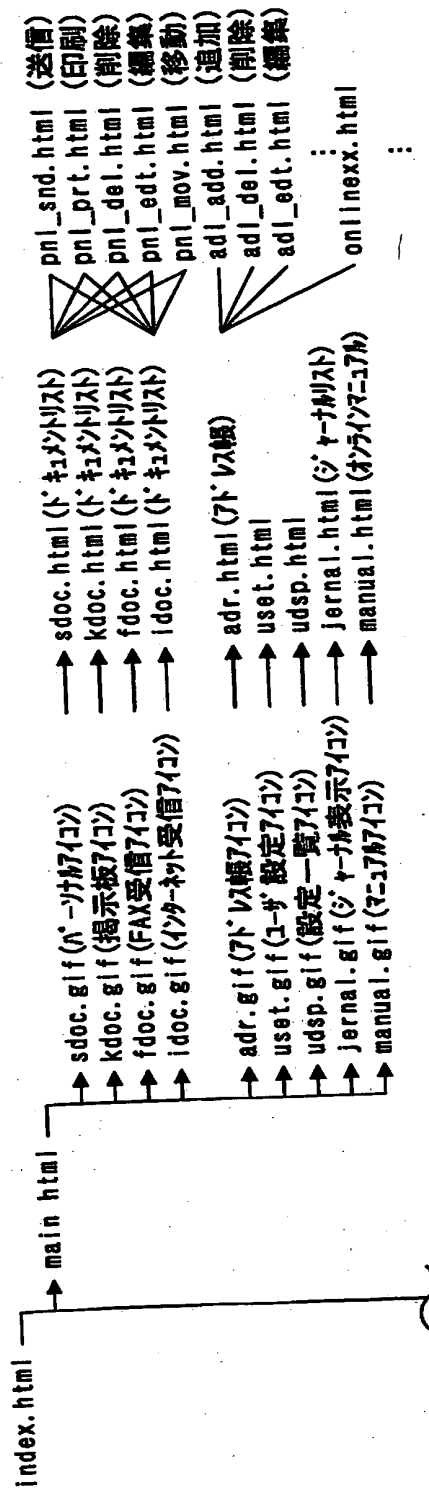 index.html
main html
sdoc.gif(パーソナルアイコン)
kdoc.gif(掲示板アイコン)
fdoc.gif(FAX受信アイコン)
idoc.gif(インターネット受信アイコン)
adr.gif(アドレス帳アイコン)
uset.gif(ユーザ設定アイコン)
udsp.gif(設定一覧アイコン)
jernal.gif(ジャーナル表示アイコン)
manual.gif(マニュアルアイコン)
sdoc.html(ドキュメントリスト)
kdoc.html(ドキュメントリスト)
fdoc.html(ドキュメントリスト)
idoc.html(ドキュメントリスト)
adr.html(アドレス帳)
uset.html
udsp.html
jernal.html(ジャーナルリスト)
manual.html(オンラインマニュアル)
pnl_snd.html (送信)
pnl_prt.html (印刷)
pnl_del.html (削除)
pnl_edt.html (編集)
pnl_mov.html (移動)
adl_add.html (追加)
adl_del.html (削除)
adl_edt.html (編集)
onlinexx.html